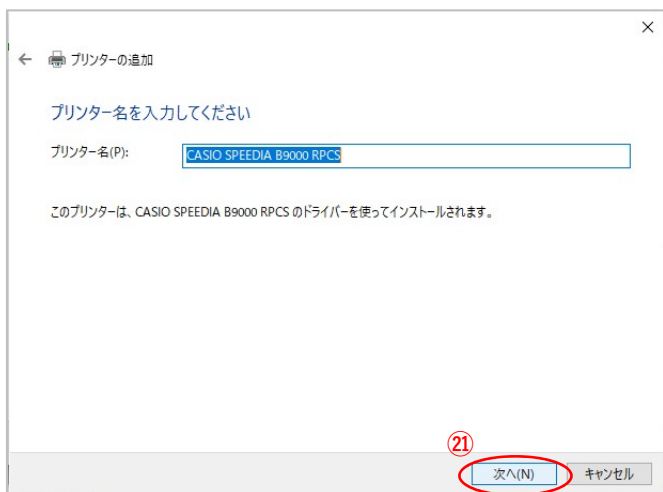 プリンターの追加
プリンター名を入力してください
プリンター名(P): CASIO SPEEDIA B9000 RPCS
このプリンターは、CASIO SPEEDIA B9000 RPCS のドライバーを使ってインストールされます。
㉑
次へ(N) キャンセル